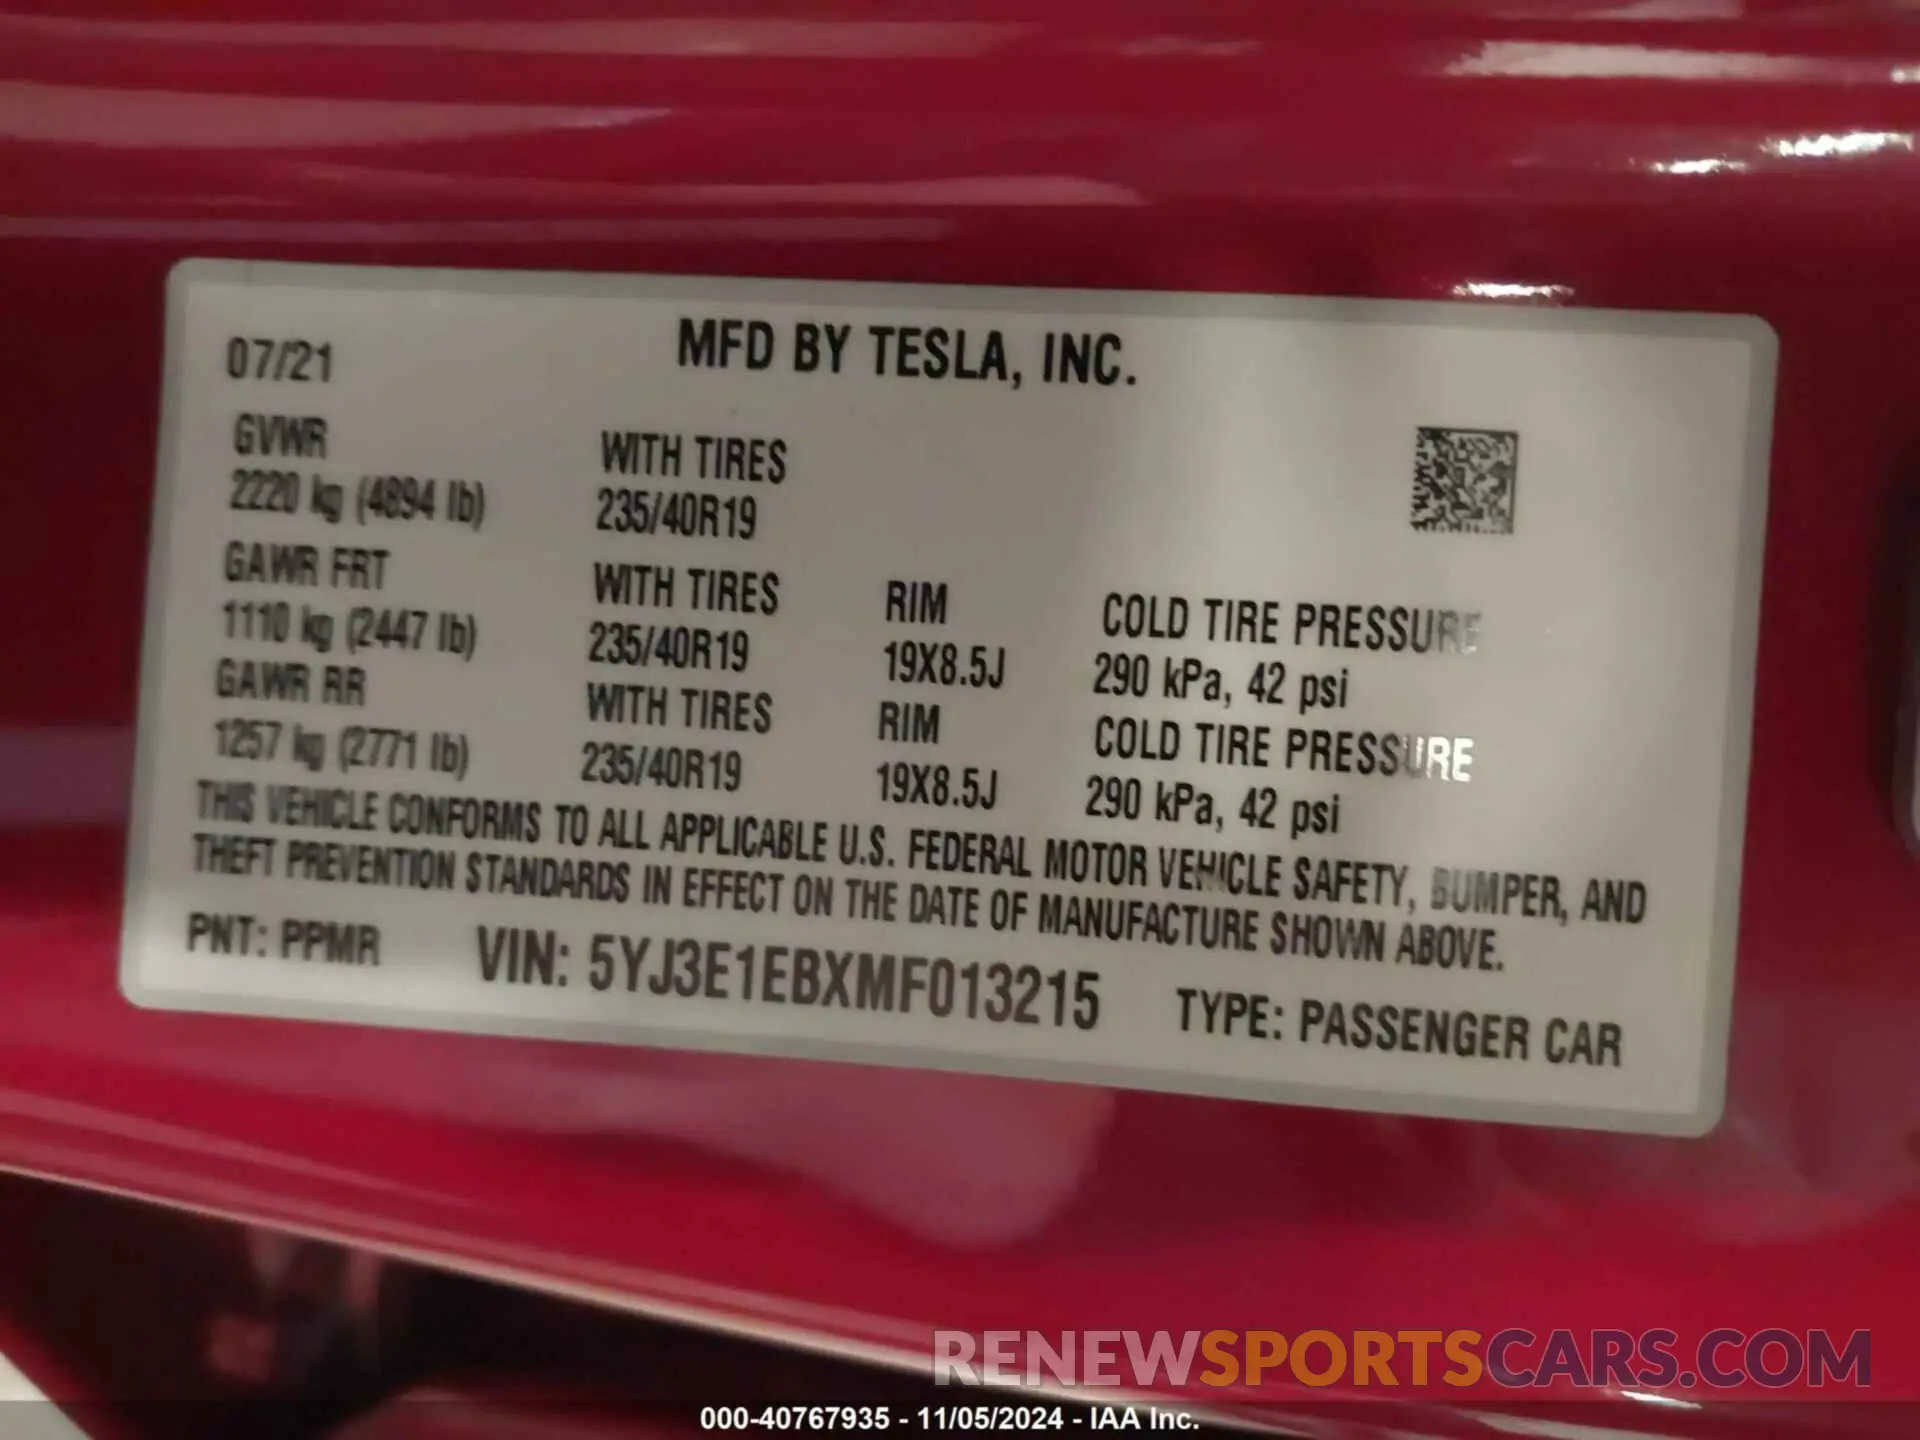 07/21 MFD BY TESLA, INC.
GVWR WITH TIRES
2220 kg (4894 lb) 235/40R19
GAWR FRT WITH TIRES RIM COLD TIRE PRESSURE
1110 kg (2447 lb) 235/40R19 19X8.5J 290 kPa, 42 psi
GAWR RR WITH TIRES RIM COLD TIRE PRESSURE
1257 kg (2771 lb) 235/40R19 19X8.5J 290 kPa, 42 psi
THIS VEHICLE CONFORMS TO ALL APPLICABLE U.S. FEDERAL MOTOR VEHICLE SAFETY, BUMPER, AND
THEFT PREVENTION STANDARDS IN EFFECT ON THE DATE OF MANUFACTURE SHOWN ABOVE.
PNT: PPMR VIN: 5YJ3E1EBXMF013215 TYPE: PASSENGER CAR
RENEWSPORTSCARS.COM
000-40767935 - 11/05/2024 - IAA Inc.